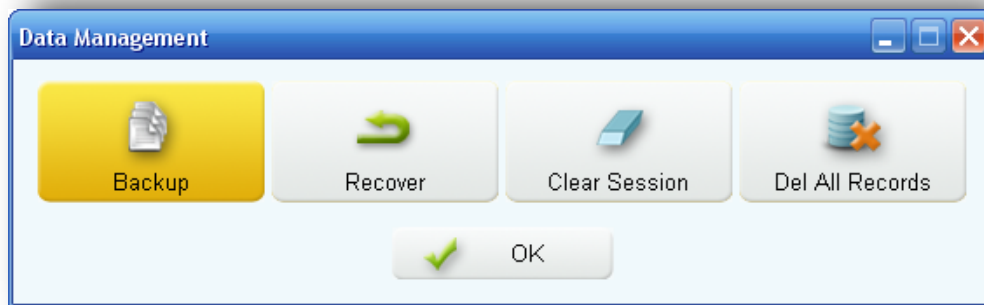 Data Management
Backup
Recover
Clear Session
Del All Records
OK